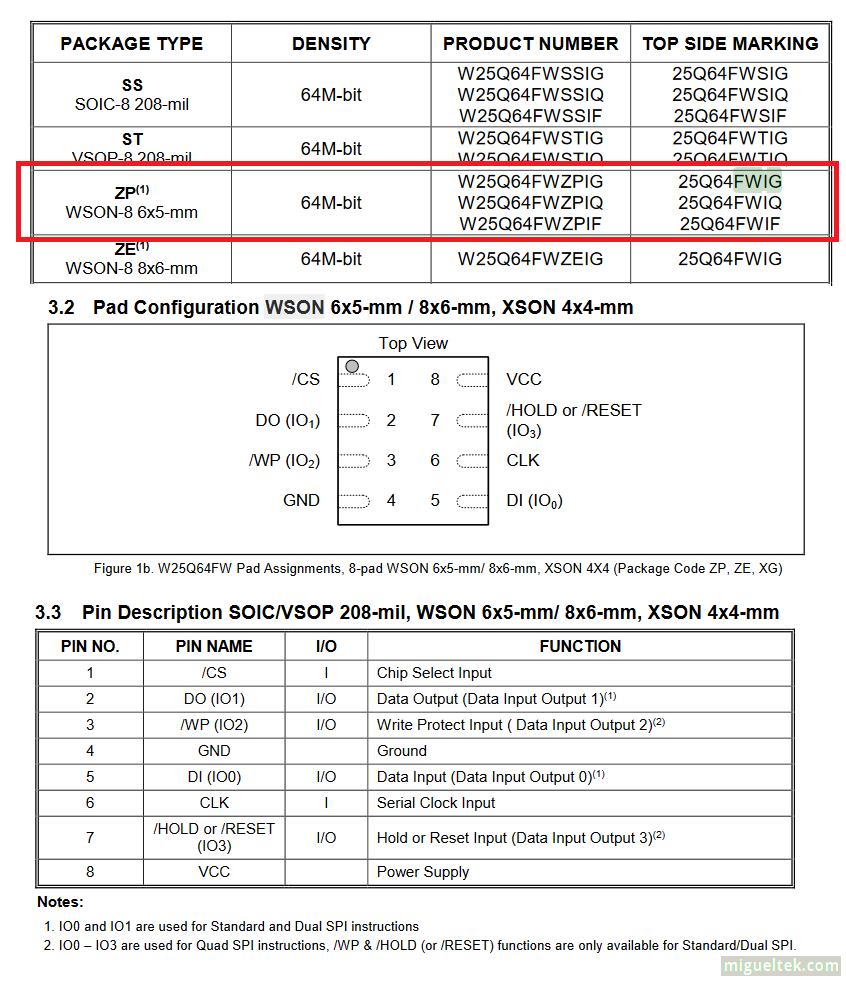 PACKAGE TYPE DENSITY PRODUCT NUMBER TOP SIDE MARKING
SS
SOIC-8 208-mil
64M-bit
W25Q64FWSSIG
W25Q64FWSSIQ
W25Q64FWSSIF
25Q64FWSIG
25Q64FWSIQ
25Q64FWSIF
ST
VSOP-8 208-mil
64M-bit
W25Q64FWSTIG
W25Q64FWSTIQ
25Q64FWTIG
25Q64FWTIQ
ZP(1)
WSON-8 6x5-mm
64M-bit
W25Q64FWZPIG
W25Q64FWZPIQ
W25Q64FWZPIF
25Q64FWIG
25Q64FWIQ
25Q64FWIF
ZE(1)
WSON-8 8x6-mm
64M-bit
W25Q64FWZEIG
25Q64FWIG
3.2 Pad Configuration WSON 6x5-mm / 8x6-mm, XSON 4x4-mm
Top View
/CS 1 8 VCC
DO (IO1) 2 7 /HOLD or /RESET
(IO3)
/WP (IO2) 3 6 CLK
GND 4 5 DI (IO0)
Figure 1b. W25Q64FW Pad Assignments, 8-pad WSON 6x5-mm/ 8x6-mm, XSON 4X4 (Package Code ZP, ZE, XG)
3.3 Pin Description SOIC/VSOP 208-mil, WSON 6x5-mm/ 8x6-mm, XSON 4x4-mm
PIN NO. PIN NAME I/O FUNCTION
1 /CS I Chip Select Input
2 DO (IO1) I/O Data Output (Data Input Output 1)(1)
3 /WP (IO2) I/O Write Protect Input ( Data Input Output 2)(2)
4 GND Ground
5 DI (IO0) I/O Data Input (Data Input Output 0)(1)
6 CLK I Serial Clock Input
7 /HOLD or /RESET (IO3) I/O Hold or Reset Input (Data Input Output 3)(2)
8 VCC Power Supply
Notes:
1. IO0 and IO1 are used for Standard and Dual SPI instructions
2. IO0 – IO3 are used for Quad SPI instructions, /WP & /HOLD (or /RESET) functions are only available for Standard/Dual SPI.
migueltek.com